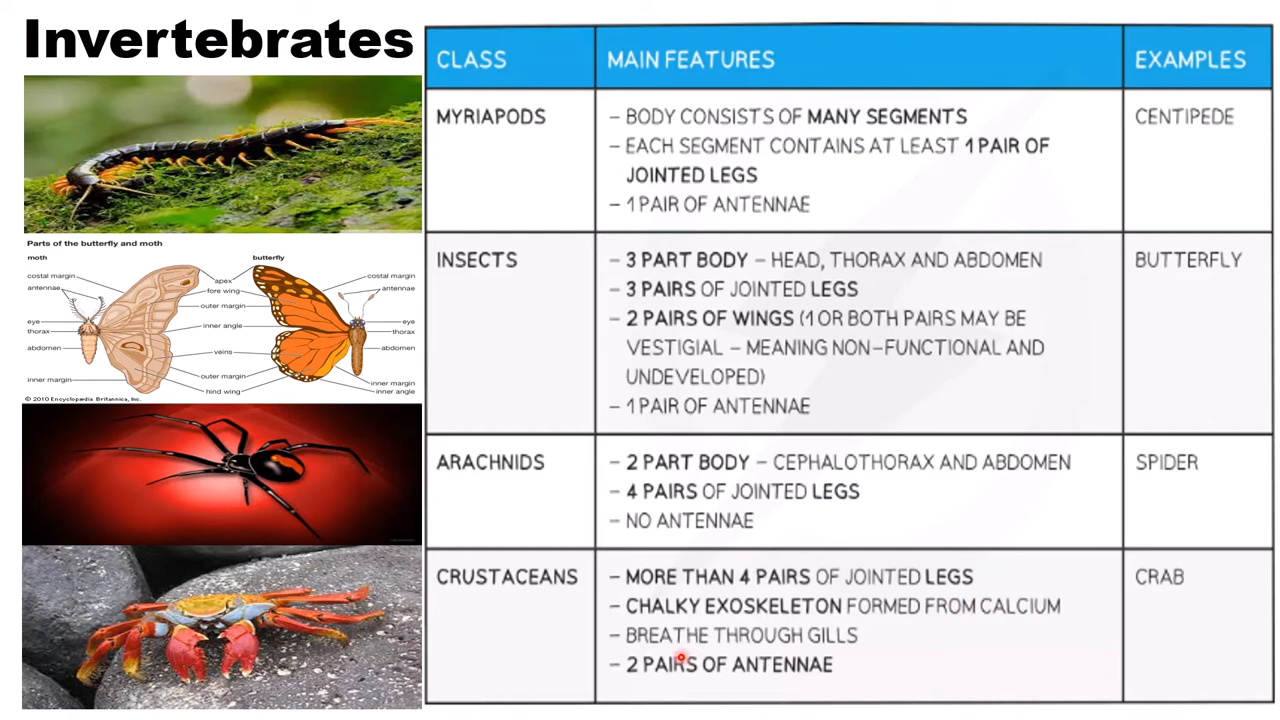 Invertebrates
CLASS
MAIN FEATURES
EXAMPLES
MYRIAPODS
– BODY CONSISTS OF MANY SEGMENTS
– EACH SEGMENT CONTAINS AT LEAST 1 PAIR OF
JOINTED LEGS
– 1 PAIR OF ANTENNAE
CENTIPEDE
INSECTS
– 3 PART BODY – HEAD, THORAX AND ABDOMEN
– 3 PAIRS OF JOINTED LEGS
– 2 PAIRS OF WINGS (1 OR BOTH PAIRS MAY BE
VESTIGIAL – MEANING NON–FUNCTIONAL AND
UNDEVELOPED)
– 1 PAIR OF ANTENNAE
BUTTERFLY
ARACHNIDS
– 2 PART BODY – CEPHALOTHORAX AND ABDOMEN
– 4 PAIRS OF JOINTED LEGS
– NO ANTENNAE
SPIDER
CRUSTACEANS
– MORE THAN 4 PAIRS OF JOINTED LEGS
– CHALKY EXOSKELETON FORMED FROM CALCIUM
– BREATHE THROUGH GILLS
– 2 PAIRS OF ANTENNAE
CRAB
Parts of the butterfly and moth
moth
butterfly
costal margin
antennae
eye
thorax
abdomen
inner margin
apex
fore wing
outer margin
inner angle
veins
outer margin
hind wing
costal margin
antennae
eye
thorax
abdomen
inner margin
inner angle
© 2010 Encyclopædia Britannica, Inc.